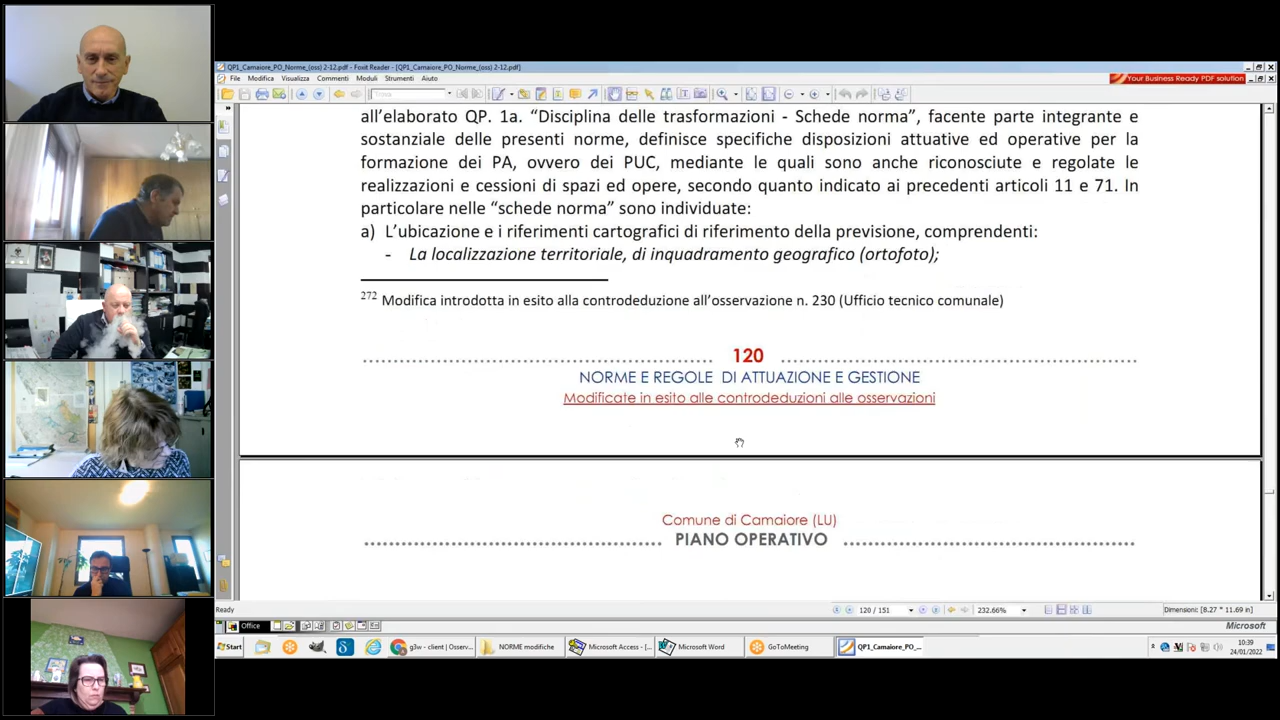 QP1_Camaiore_PO_Norme_(oss) 2-12.pdf - Foxit Reader - [QP1_Camaiore_PO_Norme_(oss) 2-12.pdf]
File Modifica Visualizza Commenti Moduli Strumenti Aiuto
Your Business Ready PDF solution
all’elaborato QP. 1a. “Disciplina delle trasformazioni - Schede norma”, facente parte integrante e
sostanziale delle presenti norme, definisce specifiche disposizioni attuative ed operative per la
formazione dei PA, ovvero dei PUC, mediante le quali sono anche riconosciute e regolate le
realizzazioni e cessioni di spazi ed opere, secondo quanto indicato ai precedenti articoli 11 e 71. In
particolare nelle “schede norma” sono individuate:
a) L’ubicazione e i riferimenti cartografici di riferimento della previsione, comprendenti:
- La localizzazione territoriale, di inquadramento geografico (ortofoto);
272 Modifica introdotta in esito alla controdeduzione all’osservazione n. 230 (Ufficio tecnico comunale)
120
NORME E REGOLE DI ATTUAZIONE E GESTIONE
Modificate in esito alle controdeduzioni alle osservazioni
Comune di Camaiore (LU)
PIANO OPERATIVO
Ready
120 / 151
232.66%
Dimensioni: [8.27 * 11.69 in]
Office
Microsoft
Start
g3w - client | Osserv...
NORME modifiche
Microsoft Access - [...
Microsoft Word
GoToMeeting
QP1_Camaiore_PO_...
10:39
24/01/2022